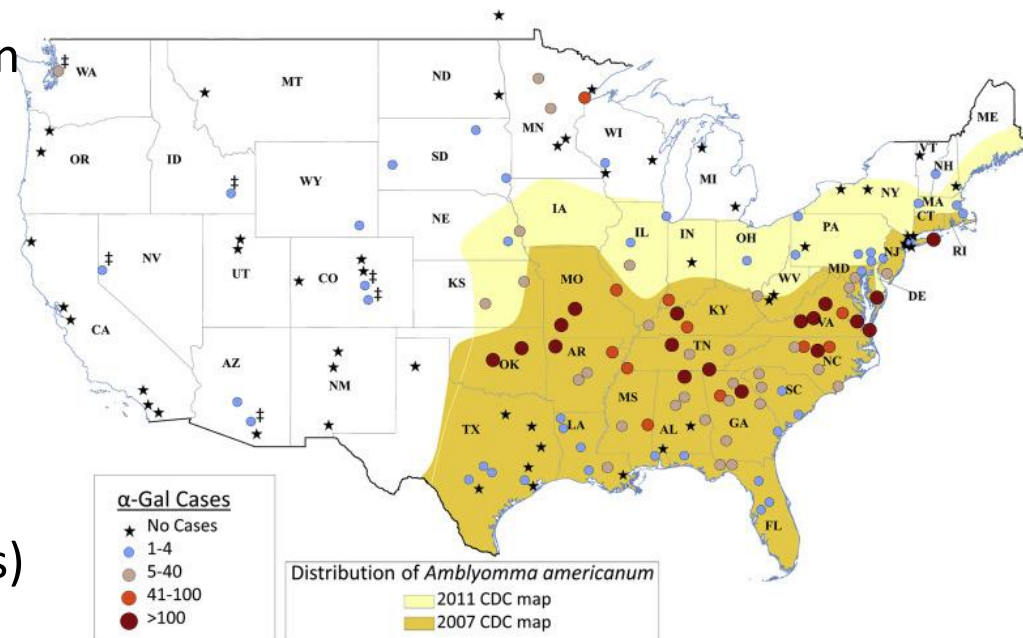 n
‡
WA
MT
ND
MN
ME
OR
ID
SD
WI
VT
NH
WY
MI
NY
MA
CT
RI
‡
NE
IA
PA
‡
NV
UT
CO
‡
‡
IL
IN
OH
NJ
MD
DE
KS
MO
WV
CA
KY
VA
AZ
NM
OK
AR
TN
NC
‡
MS
SC
TX
LA
AL
GA
FL
α-Gal Cases
No Cases
1-4
5-40
41-100
>100
s)
Distribution of Amblyomma americanum
2011 CDC map
2007 CDC map